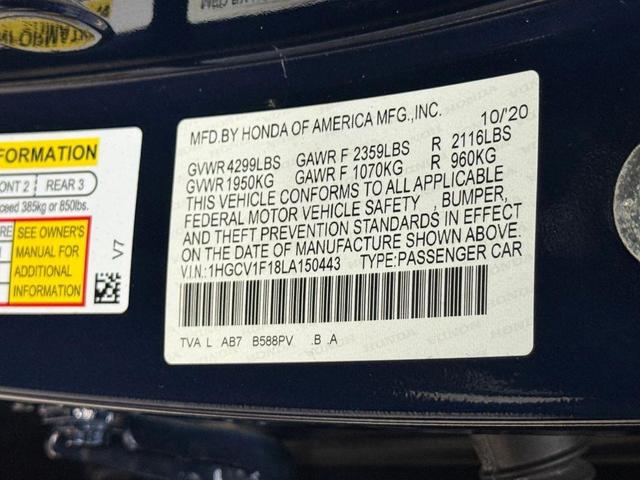 MFD.BY HONDA OF AMERICA MFG.,INC. 10/'20
GVWR 4299LBS GAWR F 2359LBS R 2116LBS
GVWR 1950KG GAWR F 1070KG R 960KG
THIS VEHICLE CONFORMS TO ALL APPLICABLE
FEDERAL MOTOR VEHICLE SAFETY , BUMPER,
AND THEFT PREVENTION STANDARDS IN EFFECT
ON THE DATE OF MANUFACTURE SHOWN ABOVE.
V.I.N.:1HGCV1F18LA150443 TYPE:PASSENGER CAR
TVA L AB7 B588PV .B .A
FORMATION
2 REAR 3
385kg or 850lbs.
SEE OWNER'S
MANUAL FOR
ADDITIONAL
INFORMATION
V7